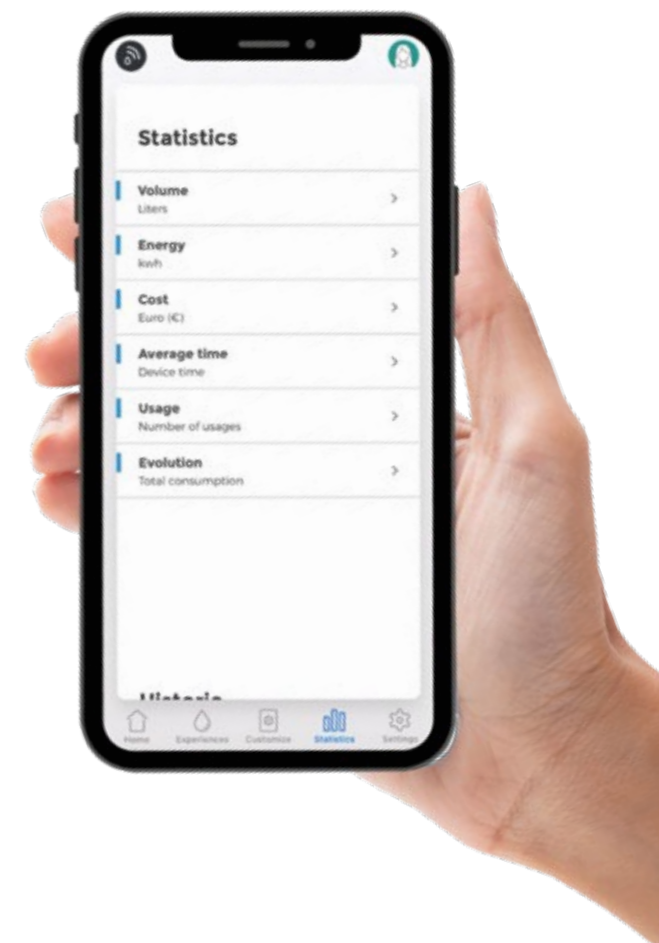 Statistics
Volume
Liters
Energy
kwh
Cost
Euro (€)
Average time
Device time
Usage
Number of usages
Evolution
Total consumption
Home
Experiences
Customize
Statistics
Settings